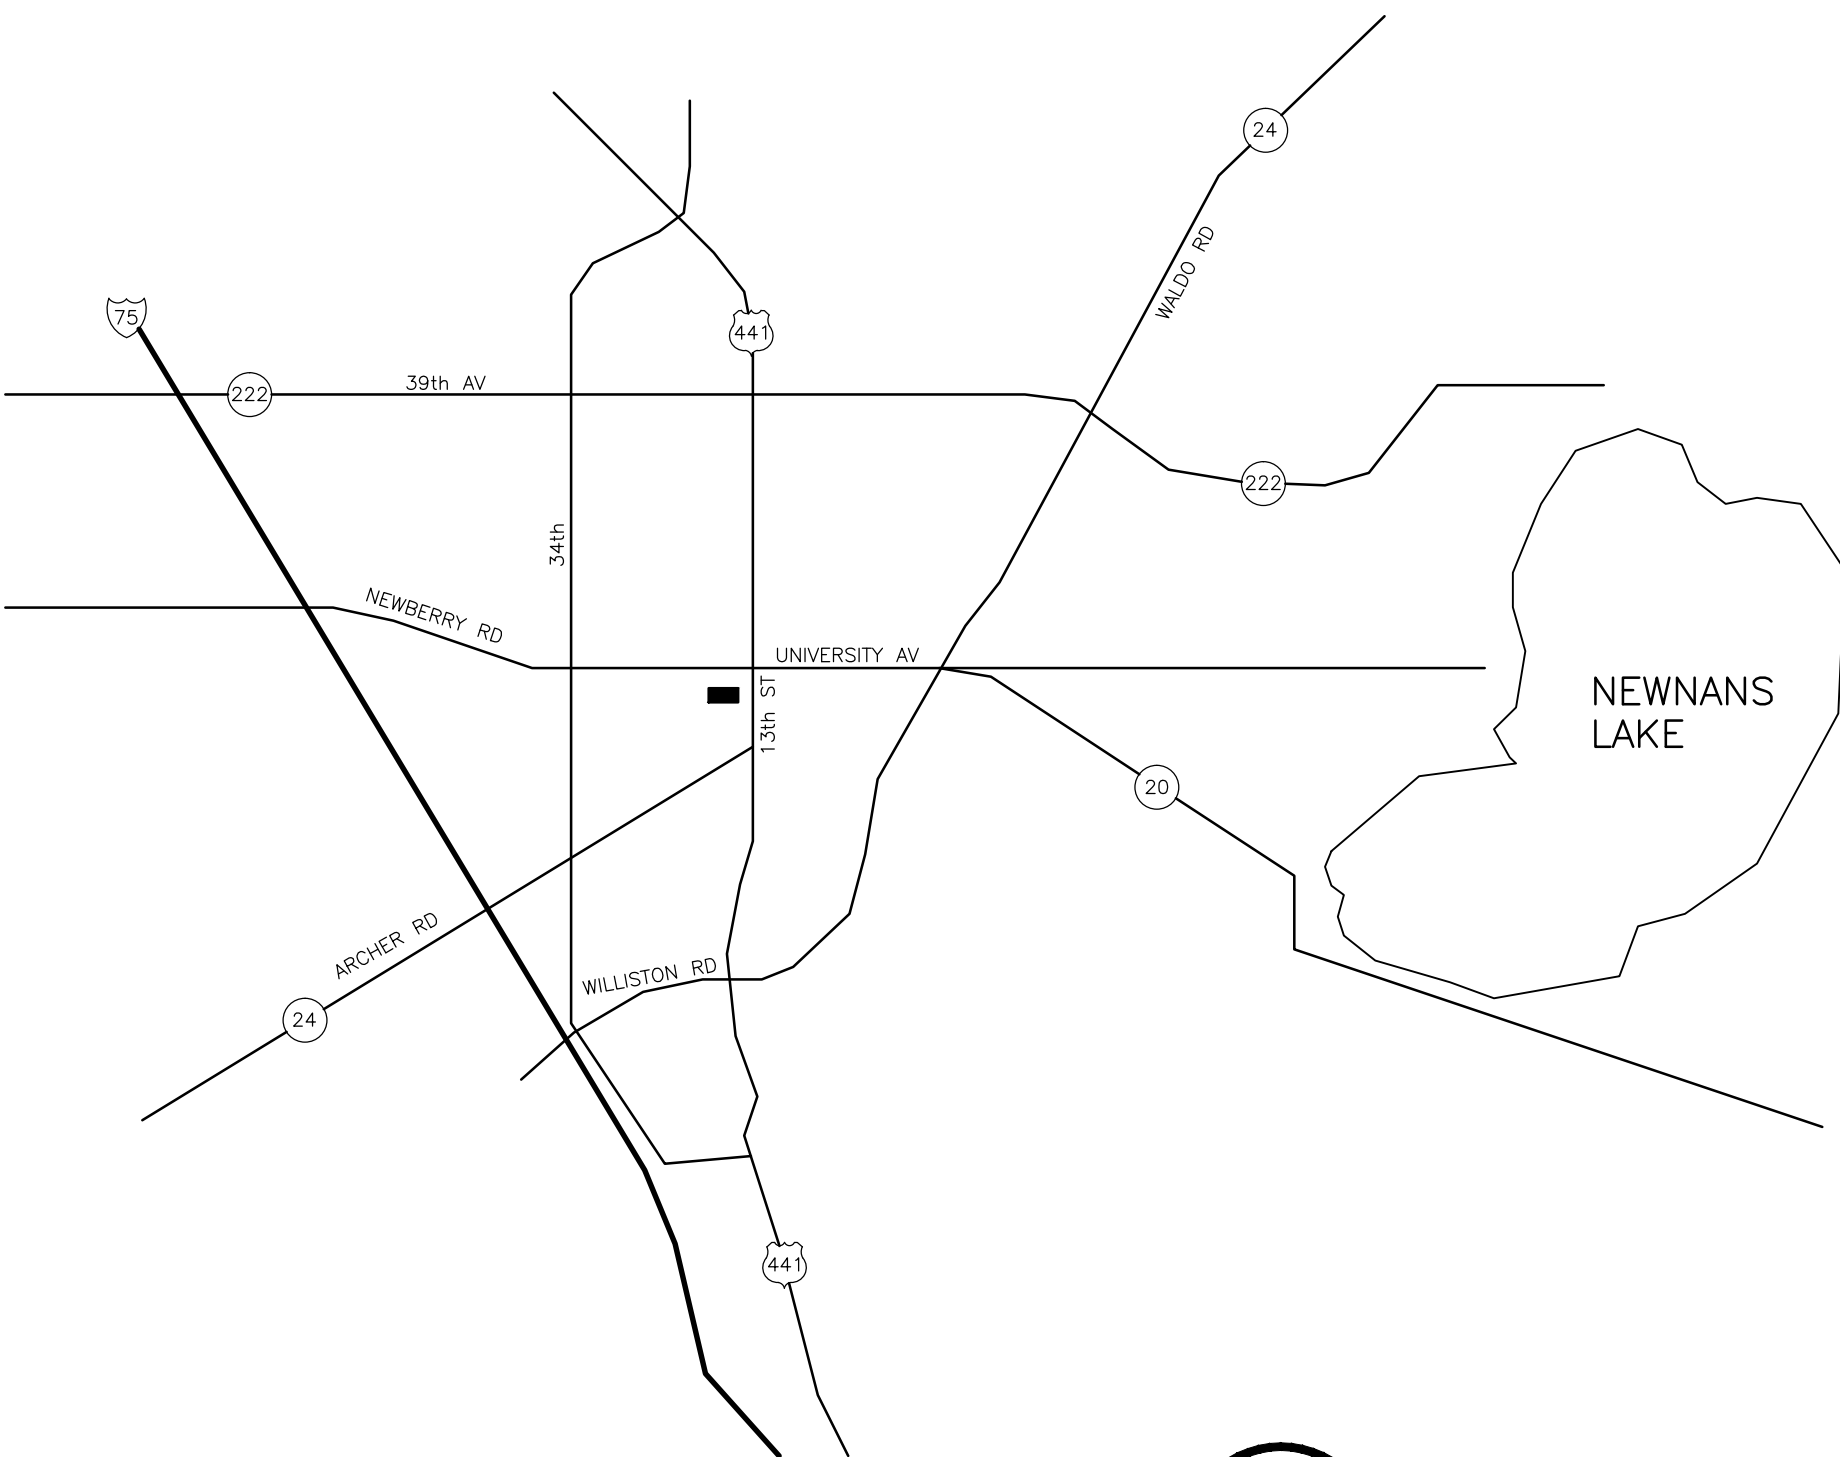 24
WALDO RD
75
441
39th AV
222
222
34th
NEWBERRY RD
UNIVERSITY AV
13th ST
NEWNANS
LAKE
20
ARCHER RD
WILLISTON RD
24
441